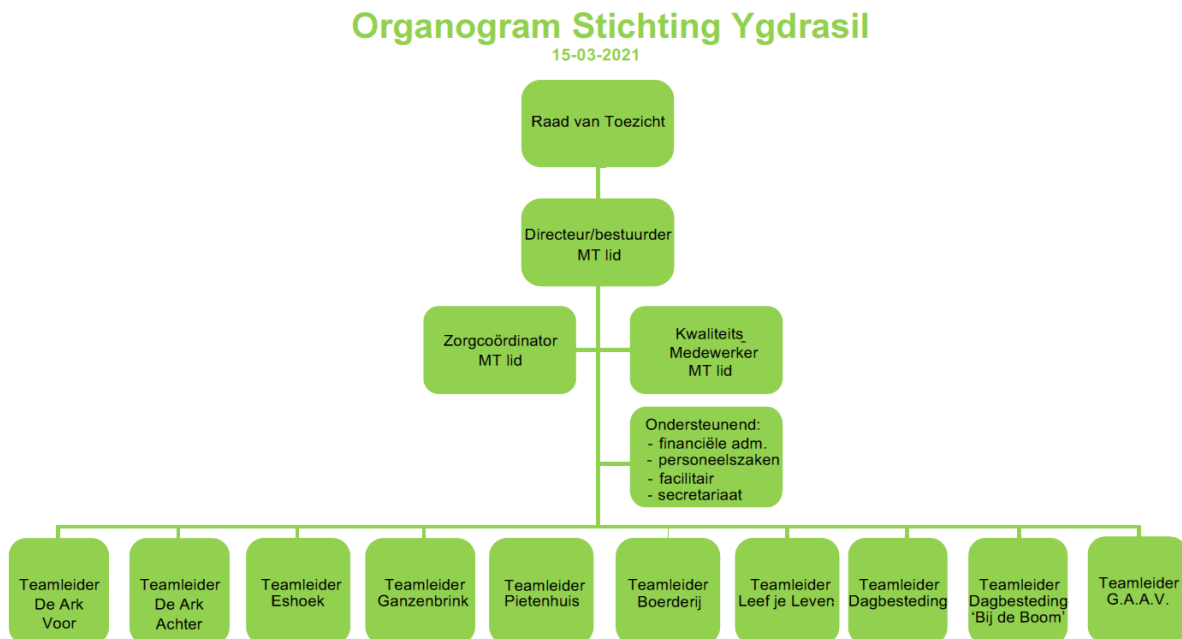 Organogram Stichting Ygdrasil
15-03-2021
Raad van Toezicht
Directeur/bestuurder
MT lid
Zorgcoördinator
MT lid
Kwaliteits-
Medewerker
MT lid
Ondersteunend:
- financiële adm.
- personeelszaken
- facilitair
- secretariaat
Teamleider
De Ark
Voor
Teamleider
De Ark
Achter
Teamleider
Eshoek
Teamleider
Ganzenbrink
Teamleider
Pietenhuis
Teamleider
Boerderij
Teamleider
Leef je Leven
Teamleider
Dagbesteding
Teamleider
Dagbesteding
‘Bij de Boom’
Teamleider
G.A.A.V.